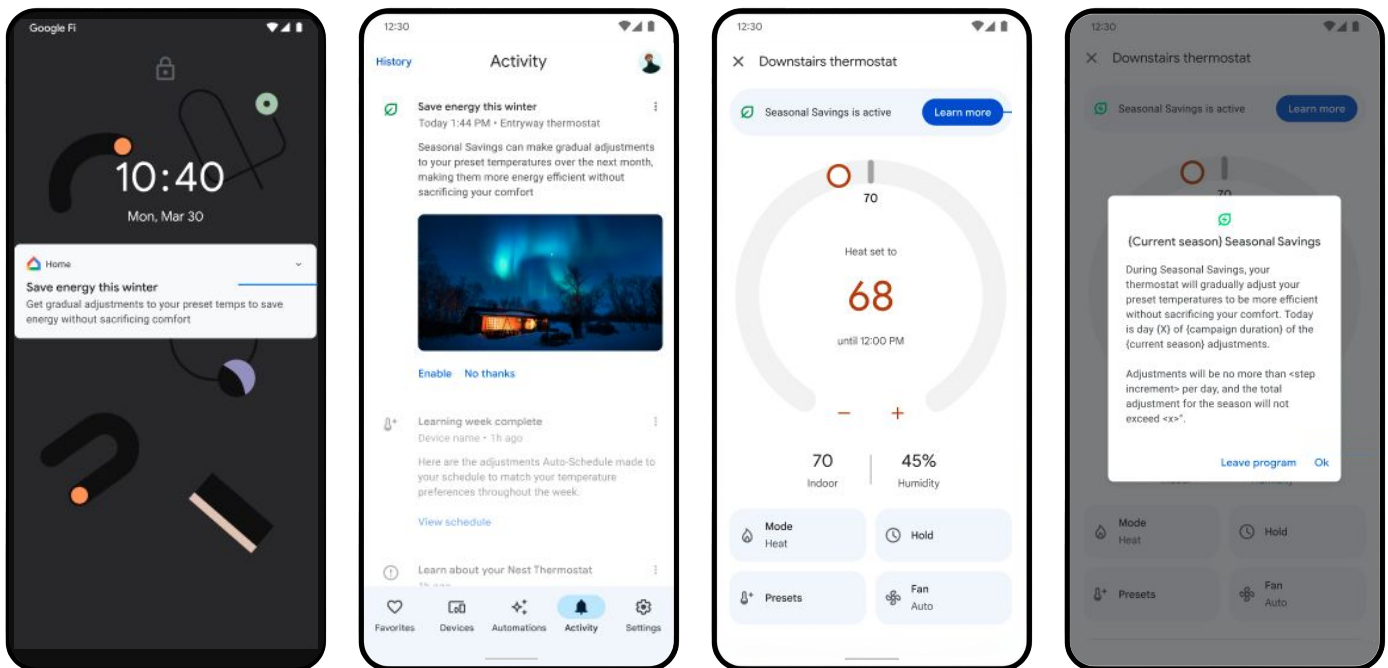 Google Fi
10:40
Mon, Mar 30
Home
Save energy this winter
Get gradual adjustments to your preset temps to save
energy without sacrificing comfort
12:30
History
Activity
Save energy this winter
Today 1:44 PM • Entryway thermostat
Seasonal Savings can make gradual adjustments
to your preset temperatures over the next month,
making them more energy efficient without
sacrificing your comfort
Enable No thanks
Learning week complete
Device name • 1h ago
Here are the adjustments Auto-Schedule made to
your schedule to match your temperature
preferences throughout the week.
View schedule
Learn about your Nest Thermostat
1h ago
Favorites Devices Automations Activity Settings
12:30
Downstairs thermostat
Seasonal Savings is active
Learn more
70
Heat set to
68
until 12:00 PM
− +
70 45%
Indoor Humidity
Mode
Heat
Hold
Presets
Fan
Auto
12:30
Downstairs thermostat
Seasonal Savings is active
Learn more
70
{Current season} Seasonal Savings
During Seasonal Savings, your
thermostat will gradually adjust your
preset temperatures to be more efficient
without sacrificing your comfort. Today
is day {X} of {campaign duration} of the
{current season} adjustments.
Adjustments will be no more than <step
increment> per day, and the total
adjustment for the season will not
exceed <x>°.
Leave program Ok
Mode
Heat
Hold
Presets
Fan
Auto